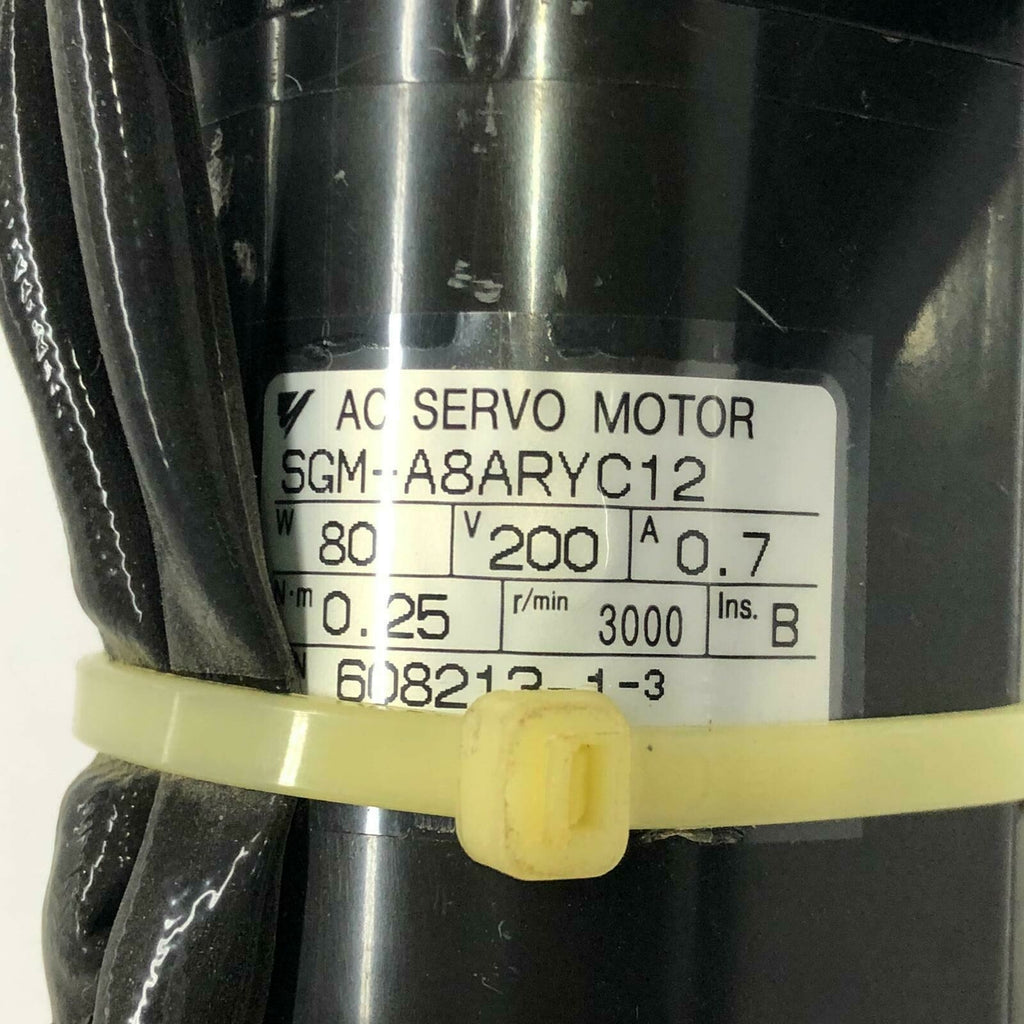 AC SERVO MOTOR
SGM-A8ARYC12
W 80 V 200 A 0.7
N·m 0.25 r/min 3000 Ins. B
N 608213-1-3